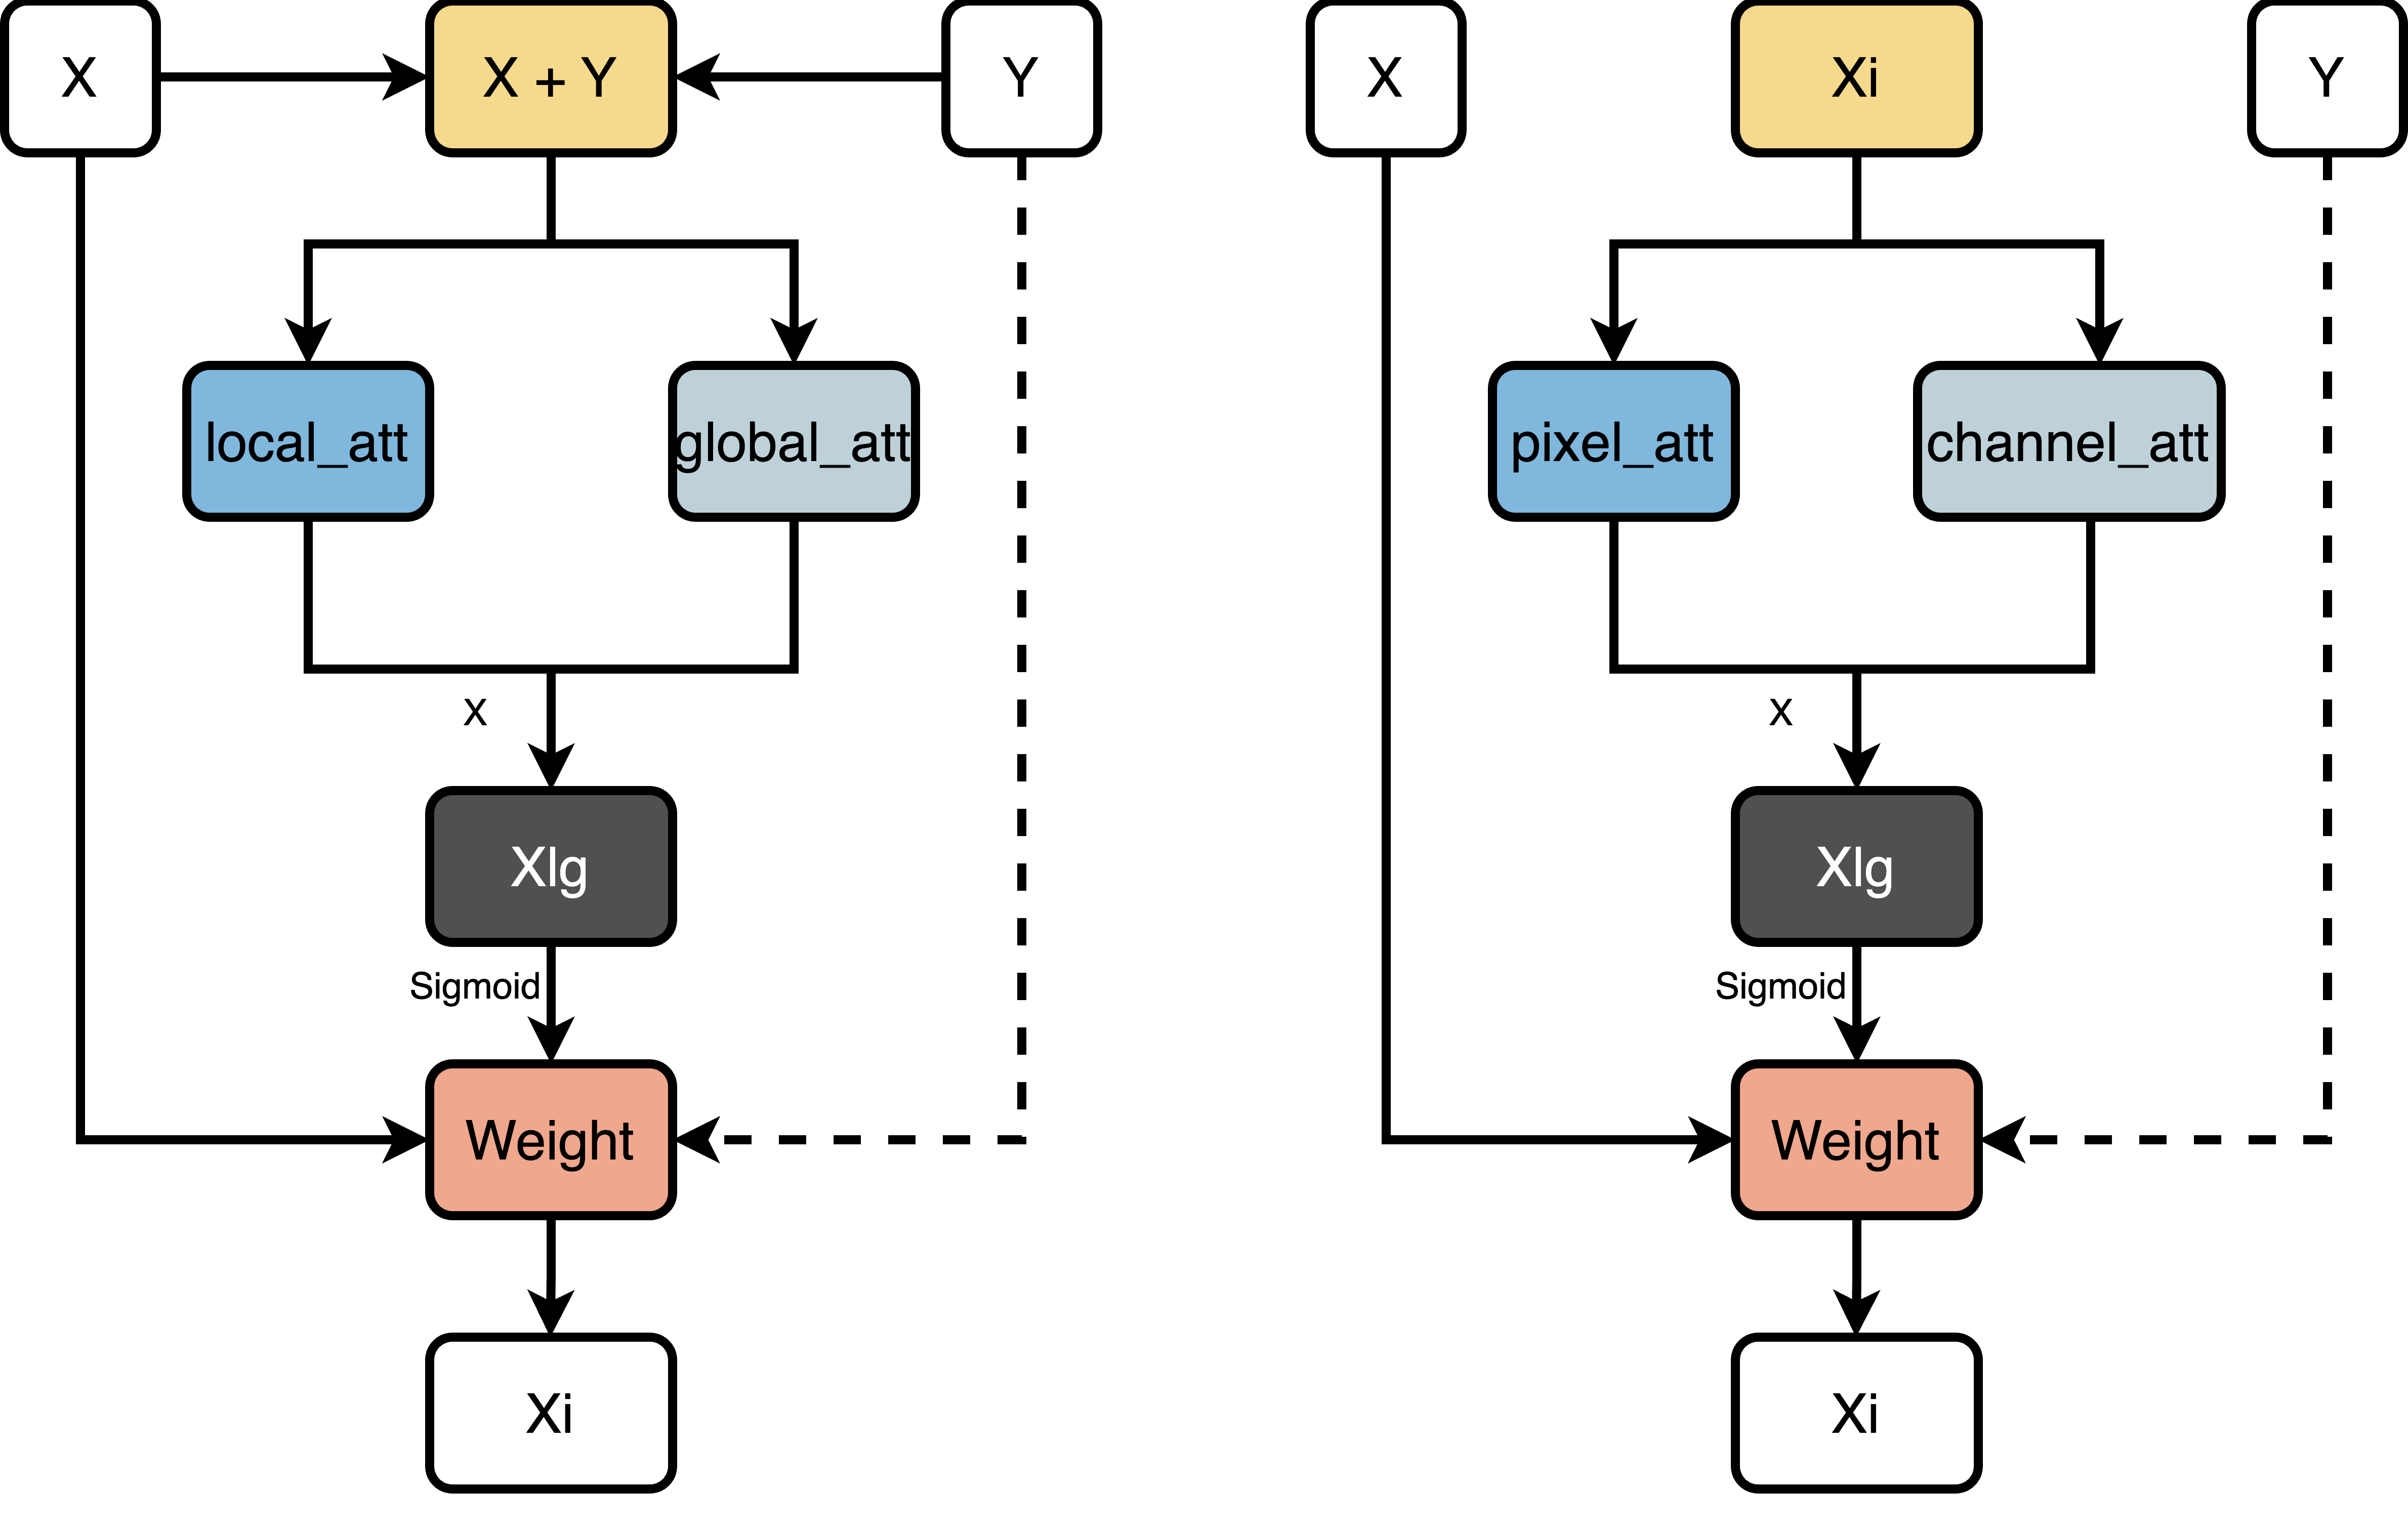 X
X + Y
Y
local_att
global_att
x
Xlg
Sigmoid
Weight
Xi
X
Xi
Y
pixel_att
channel_att
x
Xlg
Sigmoid
Weight
Xi